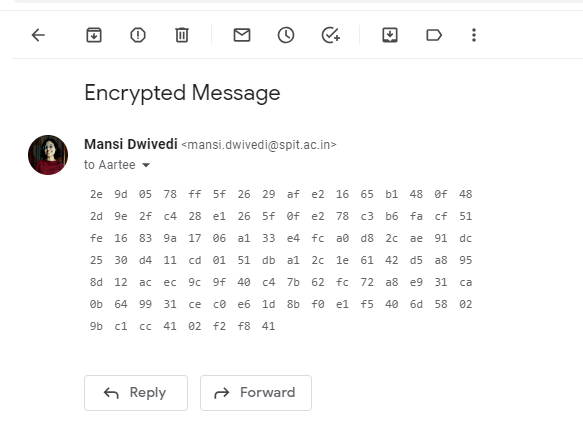 Encrypted Message
Mansi Dwivedi <mansi.dwivedi@spit.ac.in>
to Aartee
2e 9d 05 78 ff 5f 26 29 af e2 16 65 b1 48 0f 48
2d 9e 2f c4 28 e1 26 5f 0f e2 78 c3 b6 fa cf 51
fe 16 83 9a 17 06 a1 33 e4 fc a0 d8 2c ae 91 dc
25 30 d4 11 cd 01 51 db a1 2c 1e 61 42 d5 a8 95
8d 12 ac ec 9c 9f 40 c4 7b 62 fc 72 a8 e9 31 ca
0b 64 99 31 ce c0 e6 1d 8b f0 e1 f5 40 6d 58 02
9b c1 cc 41 02 f2 f8 41
Reply Forward